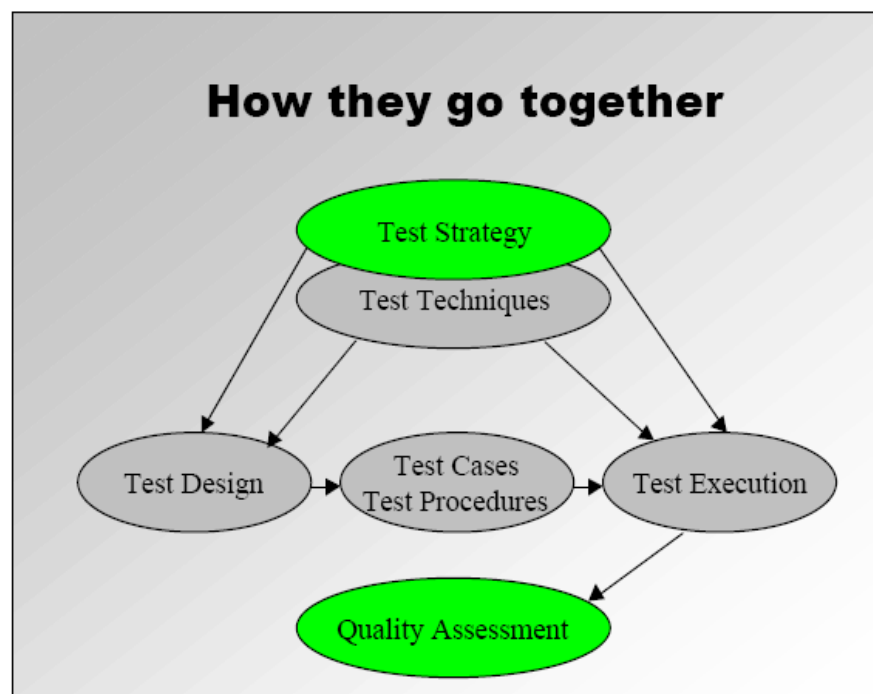 How they go together
Test Strategy
Test Techniques
Test Design
Test Cases
Test Procedures
Test Execution
Quality Assessment